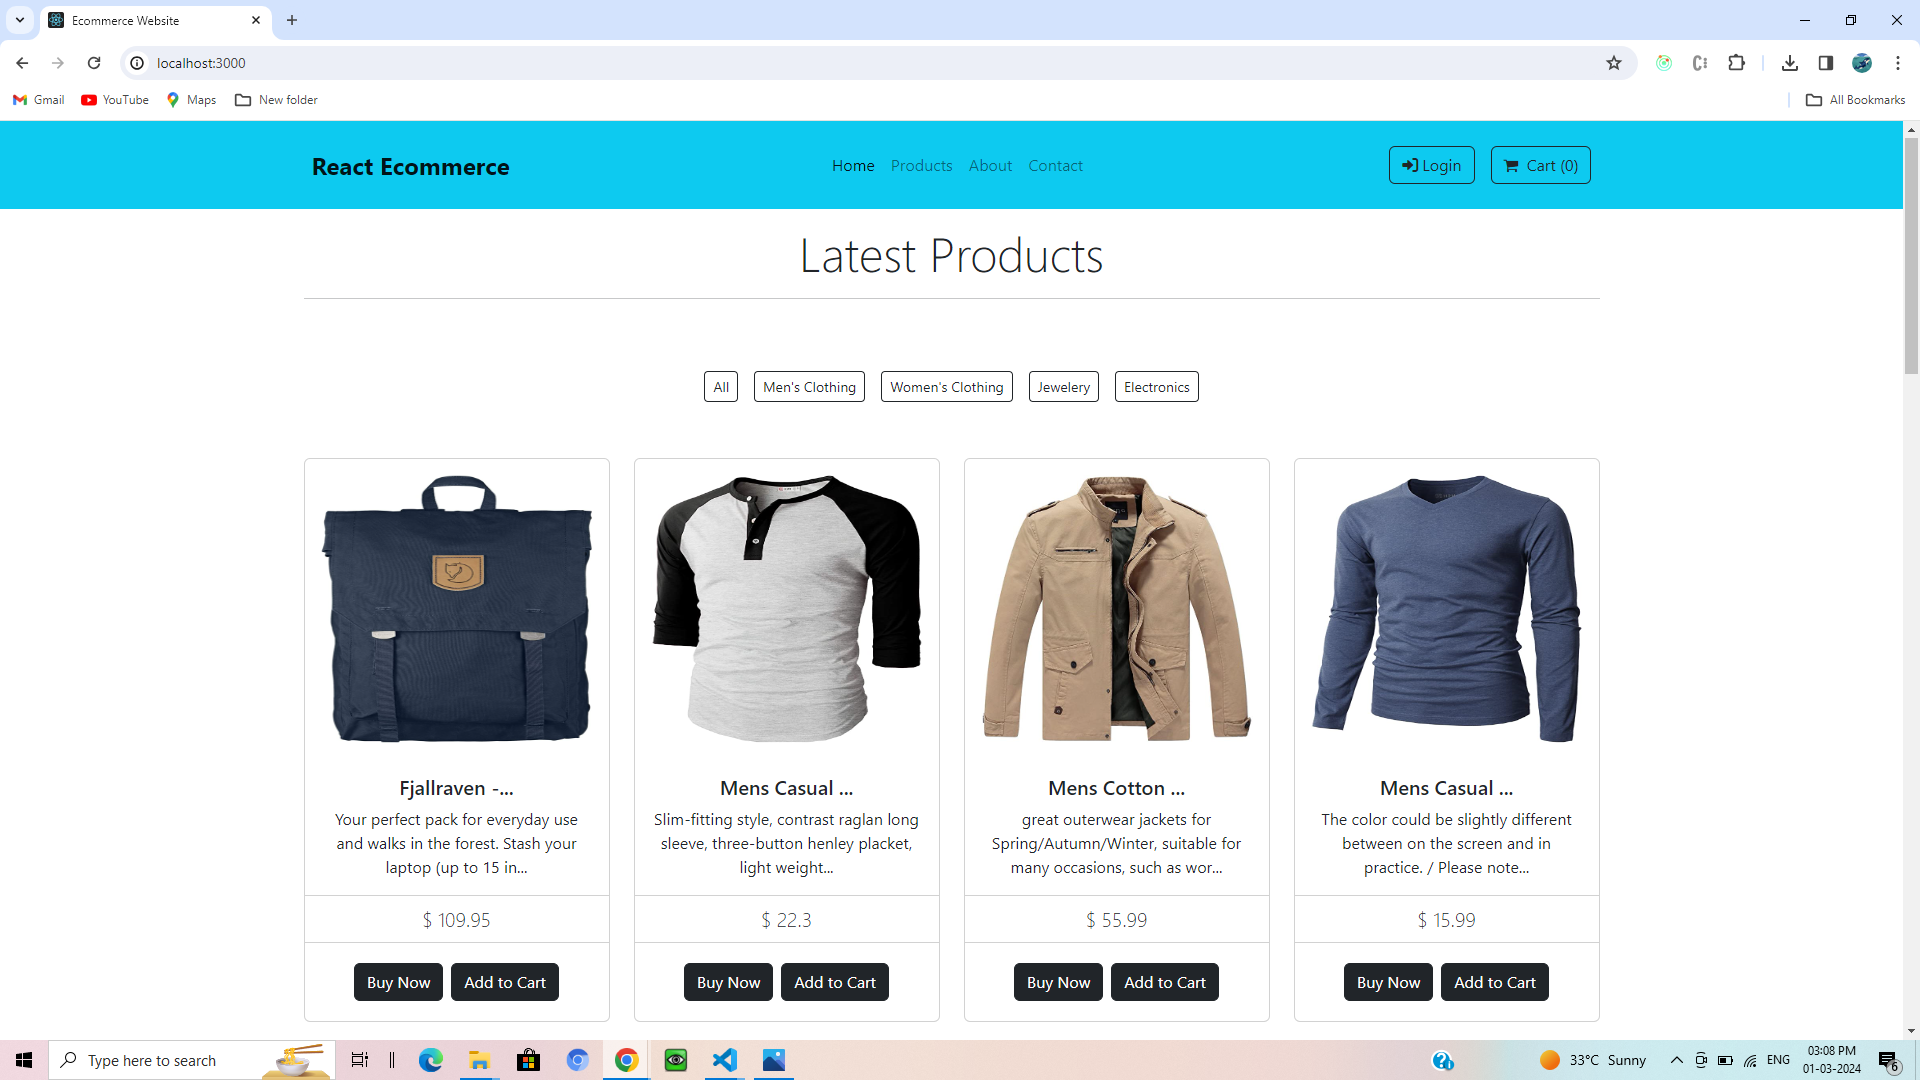 Ecommerce Website
localhost:3000
Gmail YouTube Maps New folder All Bookmarks
React Ecommerce Home Products About Contact Login Cart (0)
Latest Products
All Men's Clothing Women's Clothing Jewelery Electronics
Fjallraven -...
Your perfect pack for everyday use
and walks in the forest. Stash your
laptop (up to 15 in...
$ 109.95
Buy Now Add to Cart
Mens Casual ...
Slim-fitting style, contrast raglan long
sleeve, three-button henley placket,
light weight...
$ 22.3
Buy Now Add to Cart
Mens Cotton ...
great outerwear jackets for
Spring/Autumn/Winter, suitable for
many occasions, such as wor...
$ 55.99
Buy Now Add to Cart
Mens Casual ...
The color could be slightly different
between on the screen and in
practice. / Please note...
$ 15.99
Buy Now Add to Cart
Type here to search
33°C Sunny
ENG
03:08 PM
01-03-2024
6